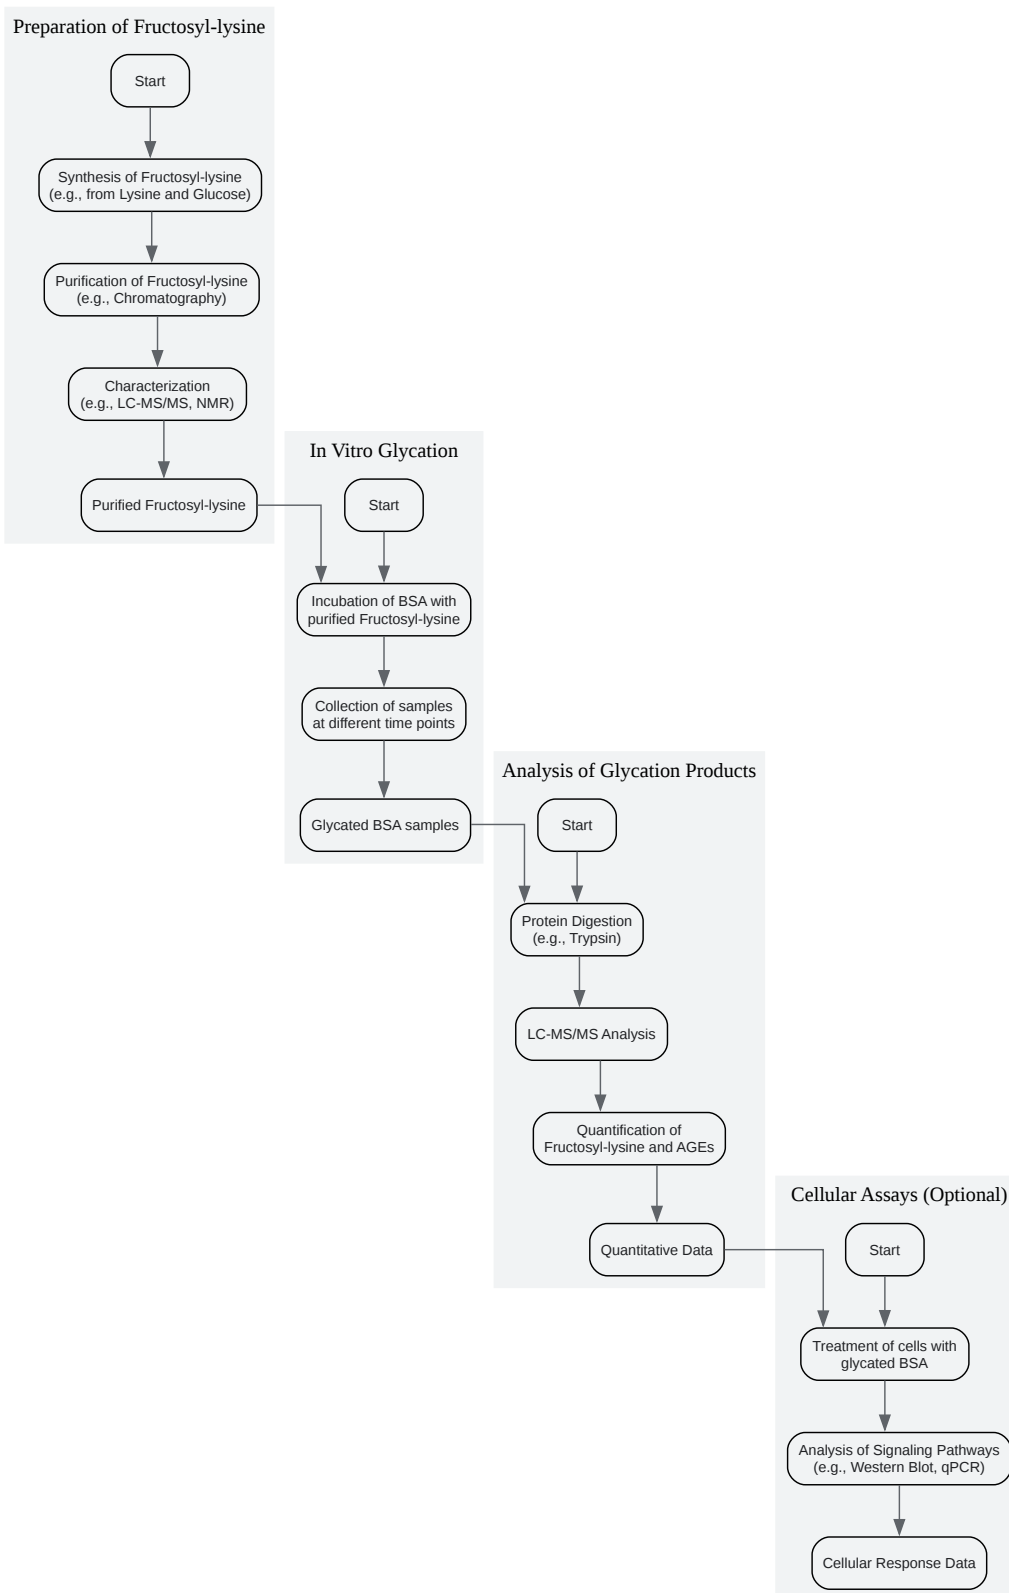 Preparation of Fructosyl-lysine
Start
Synthesis of Fructosyl-lysine
(e.g., from Lysine and Glucose)
Purification of Fructosyl-lysine
(e.g., Chromatography)
Characterization
(e.g., LC-MS/MS, NMR)
Purified Fructosyl-lysine
In Vitro Glycation
Start
Incubation of BSA with
purified Fructosyl-lysine
Collection of samples
at different time points
Glycated BSA samples
Analysis of Glycation Products
Start
Protein Digestion
(e.g., Trypsin)
LC-MS/MS Analysis
Quantification of
Fructosyl-lysine and AGEs
Quantitative Data
Cellular Assays (Optional)
Start
Treatment of cells with
glycated BSA
Analysis of Signaling Pathways
(e.g., Western Blot, qPCR)
Cellular Response Data